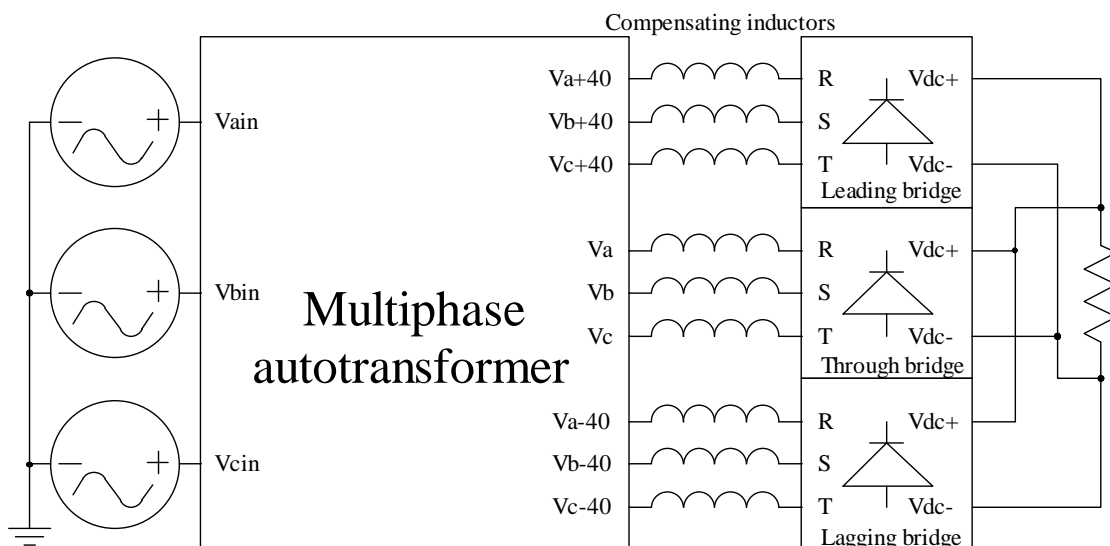 Compensating inductors
Vain
Vbin
Vcin
Multiphase
autotransformer
Va+40
Vb+40
Vc+40
Va
Vb
Vc
Va-40
Vb-40
Vc-40
R
S
T
Vdc+
Vdc-
Leading bridge
R
S
T
Vdc+
Vdc-
Through bridge
R
S
T
Vdc+
Vdc-
Lagging bridge